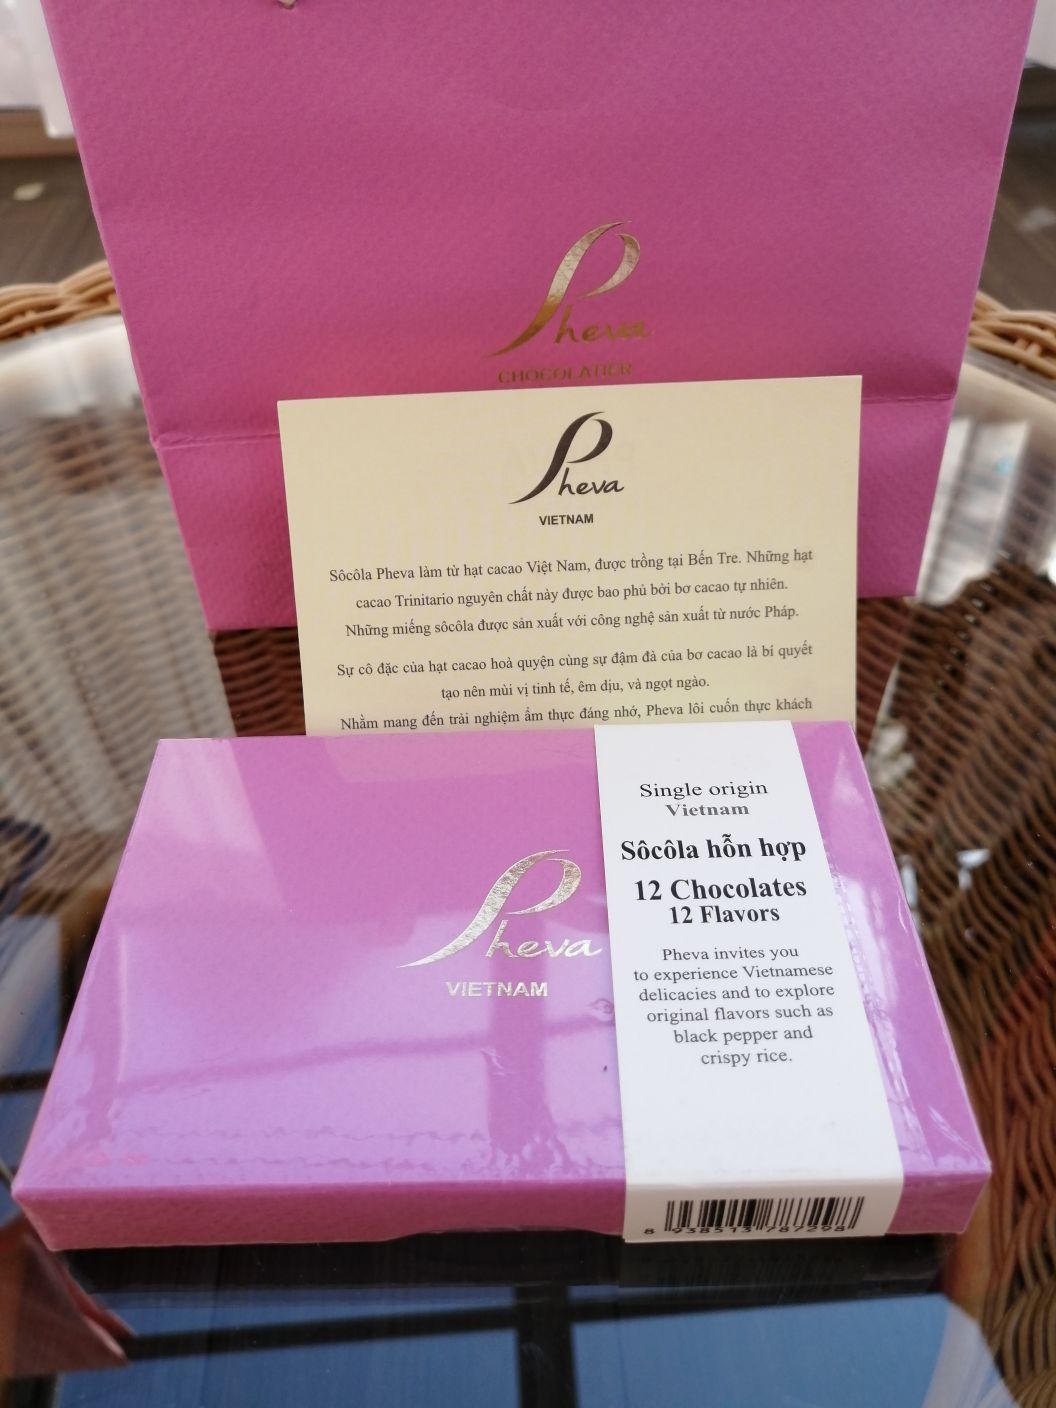 Pheva
CHOCOLATIER
Pheva
VIETNAM
Sôcôla Pheva làm từ hạt cacao Việt Nam, được trồng tại Bến Tre. Những hạt
cacao Trinitario nguyên chất này được bao phủ bởi bơ cacao tự nhiên.
Những miếng sôcôla được sản xuất với công nghệ sản xuất từ nước Pháp.
Sự cô đặc của hạt cacao hoà quyện cùng sự đậm đà của bơ cacao là bí quyết
tạo nên mùi vị tinh tế, êm dịu, và ngọt ngào.
Nhằm mang đến trải nghiệm ẩm thực đáng nhớ, Pheva lôi cuốn thực khách
Pheva
VIETNAM
Single origin
Vietnam
Sôcôla hỗn hợp
12 Chocolates
12 Flavors
Pheva invites you
to experience Vietnamese
delicacies and to explore
original flavors such as
black pepper and
crispy rice.
8 938513 787298